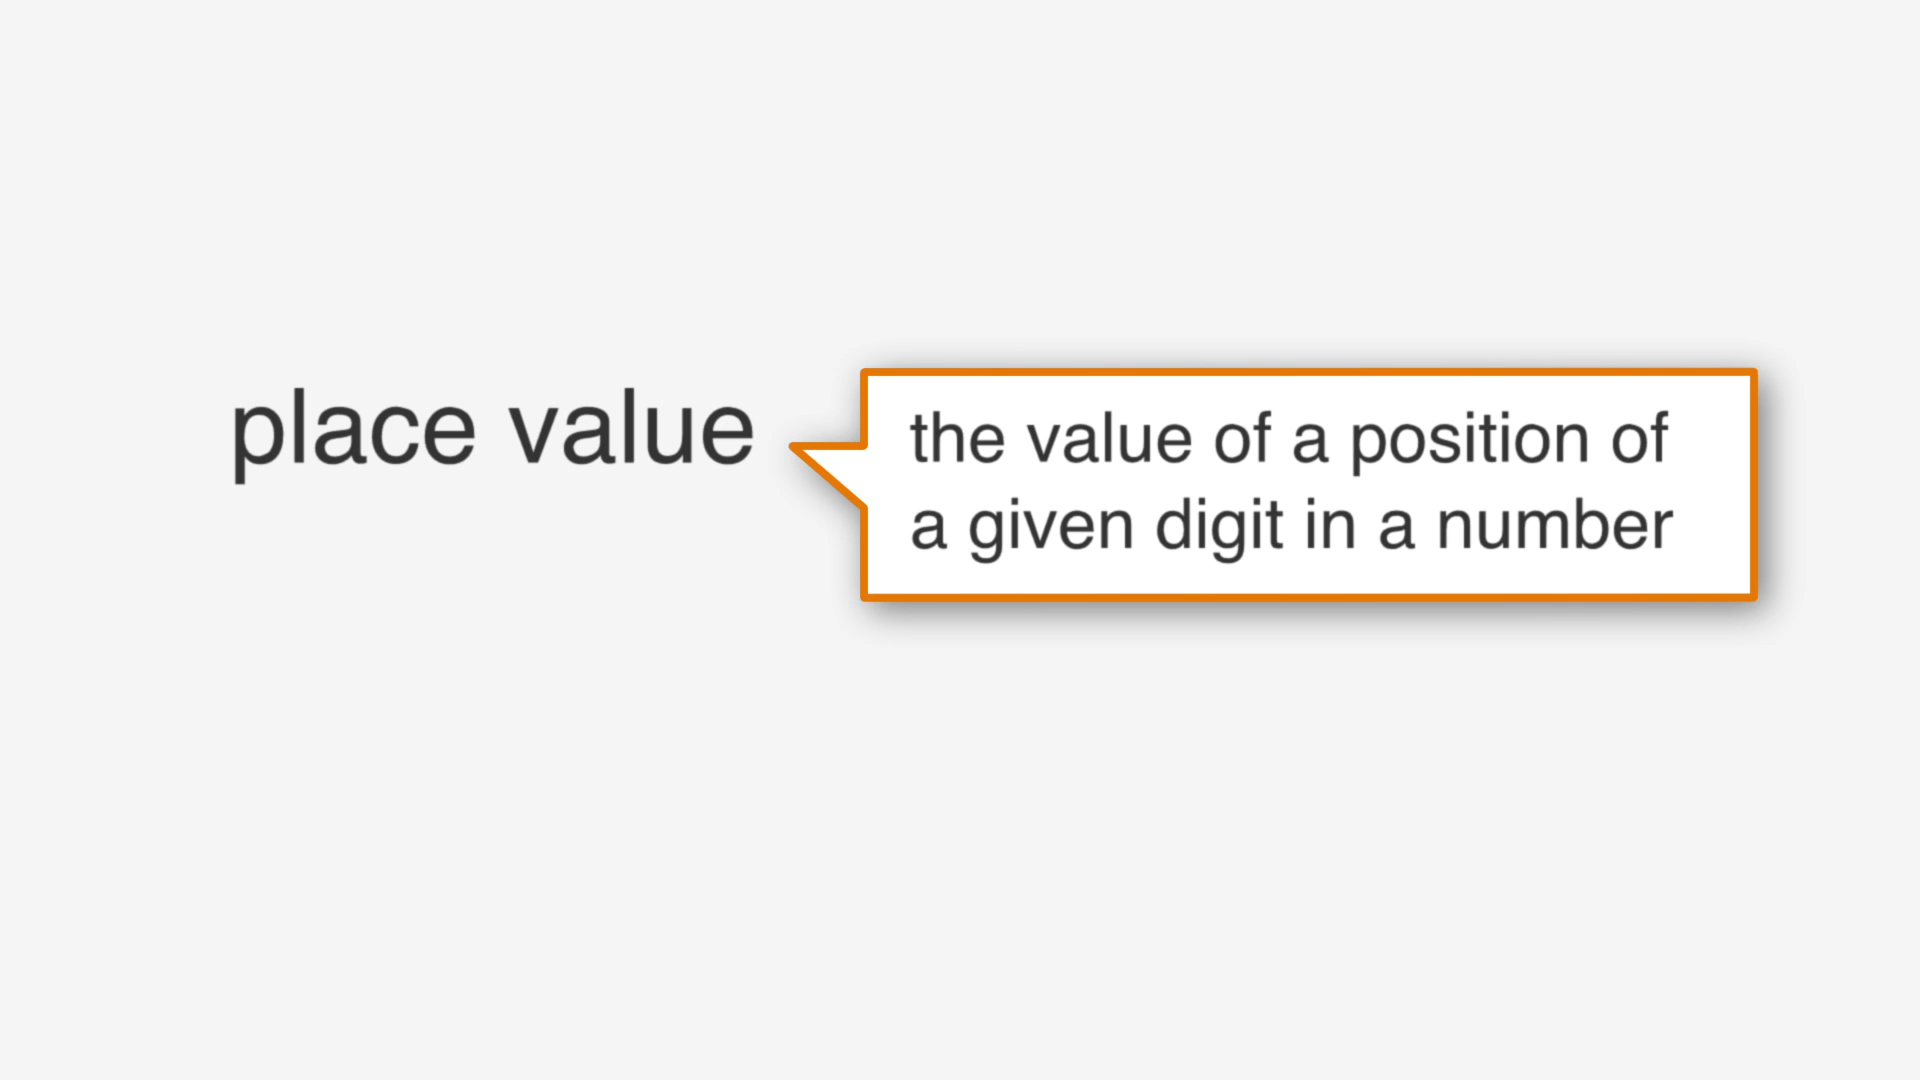 place value
the value of a position of
a given digit in a number